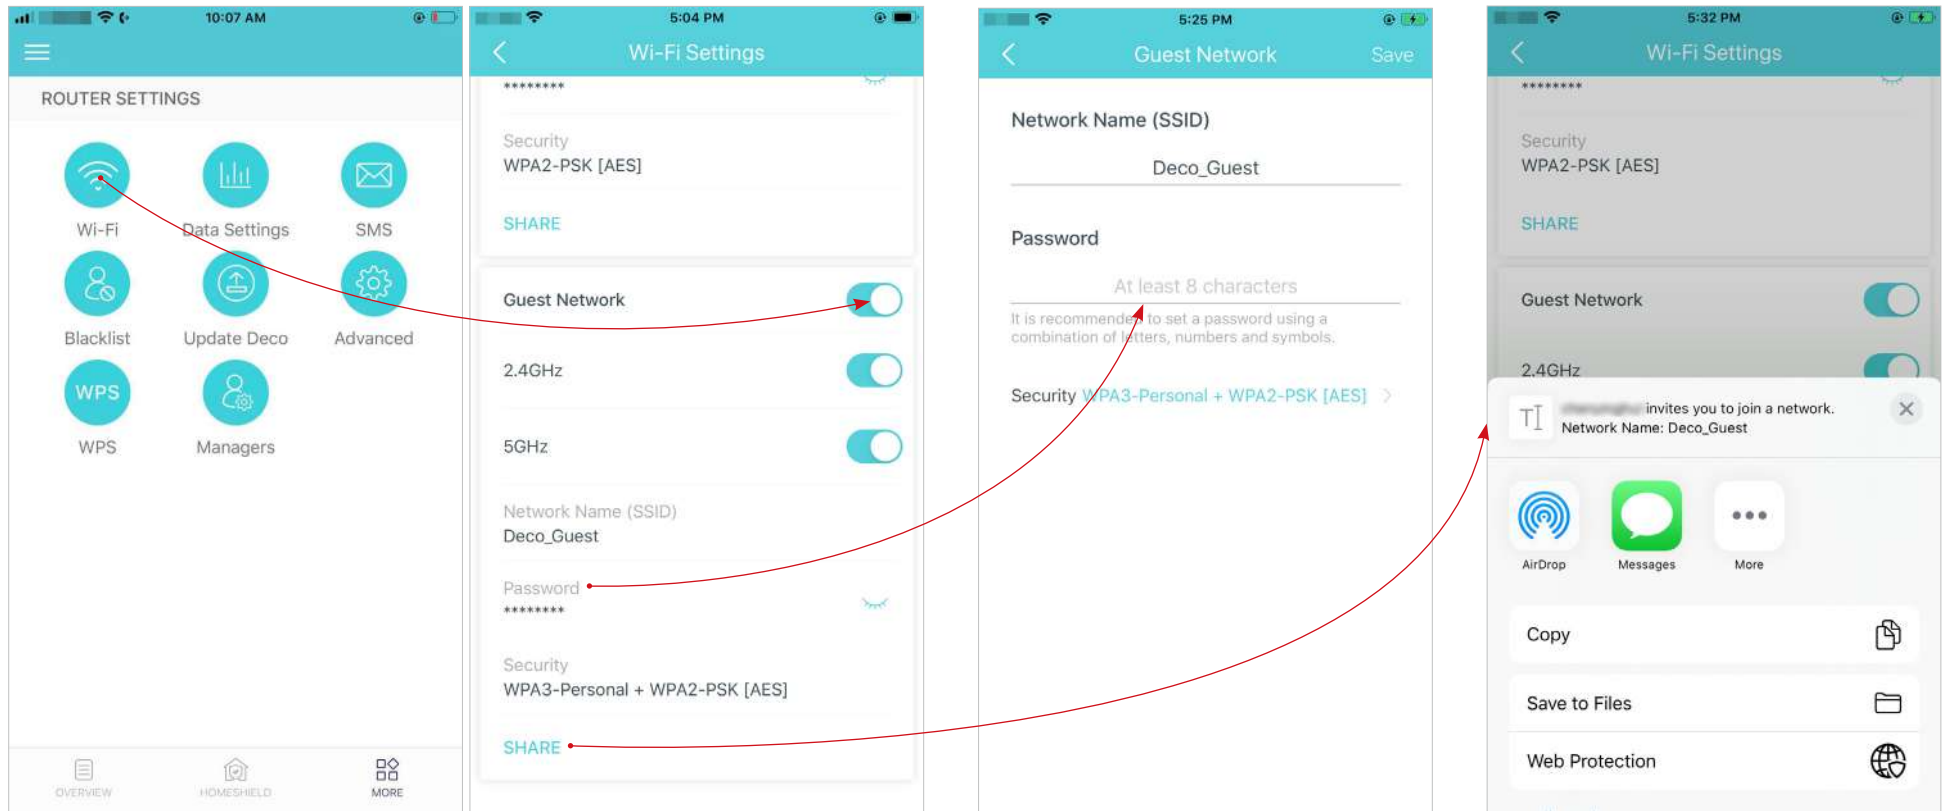 10:07 AM
ROUTER SETTINGS
Wi-Fi
Data Settings
SMS
Blacklist
Update Deco
Advanced
WPS
WPS
Managers
OVERVIEW
HOMESHIELD
MORE
5:04 PM
Wi-Fi Settings
********
Security
WPA2-PSK [AES]
SHARE
Guest Network
2.4GHz
5GHz
Network Name (SSID)
Deco_Guest
Password
********
Security
WPA3-Personal + WPA2-PSK [AES]
SHARE
5:25 PM
Guest Network
Save
Network Name (SSID)
Deco_Guest
Password
At least 8 characters
It is recommended to set a password using a
combination of letters, numbers and symbols.
Security WPA3-Personal + WPA2-PSK [AES]
5:32 PM
Wi-Fi Settings
********
Security
WPA2-PSK [AES]
SHARE
Guest Network
2.4GHz
invites you to join a network.
Network Name: Deco_Guest
AirDrop
Messages
More
Copy
Save to Files
Web Protection